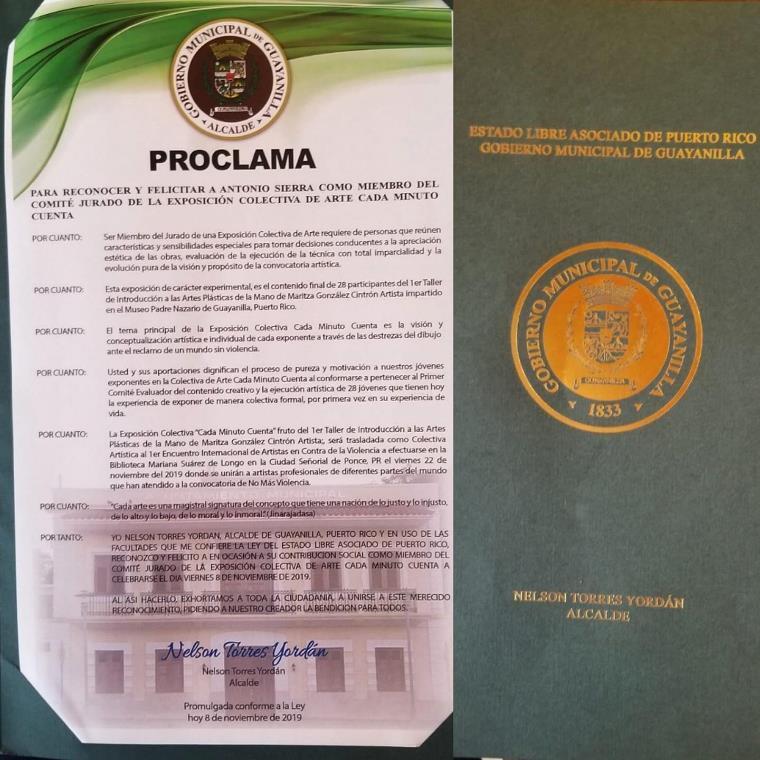 GOBIERNO MUNICIPAL DE GUAYANILLA
GUAYANILLA
ALCALDE
PROCLAMA
PARA RECONOCER Y FELICITAR A ANTONIO SIERRA COMO MIEMBRO DEL
COMITÉ JURADO DE LA EXPOSICIÓN COLECTIVA DE ARTE CADA MINUTO
CUENTA
POR CUANTO: Ser Miembro del Jurado de una Exposición Colectiva de Arte requiere de personas que reúnen
características y sensibilidades especiales para tomar decisiones conducentes a la apreciación
estética de las obras, evaluación de la ejecución de la técnica con total imparcialidad y la
evolución pura de la visión y propósito de la convocatoria artística.
POR CUANTO: Esta exposición de carácter experimental, es el contenido final de 28 participantes del 1er Taller
de Introducción a las Artes Plásticas de la Mano de Maritza González Cintrón Artista impartido
en el Museo Padre Nazario de Guayanilla, Puerto Rico.
POR CUANTO: El tema principal de la Exposición Colectiva Cada Minuto Cuenta es la visión y
conceptualización artística e individual de cada exponente a través de las destrezas del dibujo
ante el reclamo de un mundo sin violencia.
POR CUANTO: Usted y sus aportaciones dignifican el proceso de pureza y motivación a nuestros jóvenes
exponentes en la Colectiva de Arte Cada Minuto Cuenta al conformarse a pertenecer al Primer
Comité Evaluador del contenido creativo y la ejecución artística de 28 jóvenes que tienen hoy
la experiencia de exponer de manera colectiva formal, por primera vez en su experiencia de
vida.
POR CUANTO: La Exposición Colectiva "Cada Minuto Cuenta" fruto del 1er Taller de Introducción a las Artes
Plásticas de la Mano de Maritza González Cintrón Artista, será trasladada como Colectiva
Artística al 1er Encuentro Internacional de Artistas en Contra de la Violencia a efectuarse en la
Biblioteca Mariana Suárez de Longo en la Ciudad Señorial de Ponce, PR el viernes 22 de
noviembre del 2019 donde se unirán a artistas profesionales de diferentes partes del mundo
que han atendido a la convocatoria de No Más Violencia.
POR CUANTO: "Cada arte es una magistral signatura del concepto que tiene una nación de lo justo y lo injusto,
de lo alto y lo bajo, de lo moral y lo inmoral." (Jinarajadasa)
POR TANTO: YO NELSON TORRES YORDAN, ALCALDE DE GUAYANILLA, PUERTO RICO Y EN USO DE LAS
FACULTADES QUE ME CONFIERE LA LEY DEL ESTADO LIBRE ASOCIADO DE PUERTO RICO,
RECONOZCO Y FELICITO A EN OCASIÓN A SU CONTRIBUCION SOCIAL COMO MIEMBRO DEL
COMITÉ JURADO DE LA EXPOSICIÓN COLECTIVA DE ARTE CADA MINUTO CUENTA A
CELEBRARSE EL DIA VIERNES 8 DE NOVIEMBRE DE 2019.
AL ASI HACERLO, EXHORTAMOS A TODA LA CIUDADANIA, A UNIRSE A ESTE MERECIDO
RECONOCIMIENTO, PIDIENDO A NUESTRO CREADOR LA BENDICION PARA TODOS.
Nelson Torres Yordán
Nelson Torres Yordán
Alcalde
Promulgada conforme a la Ley
hoy 8 de noviembre de 2019
ESTADO LIBRE ASOCIADO DE PUERTO RICO
GOBIERNO MUNICIPAL DE GUAYANILLA
GOBIERNO MUNICIPAL DE GUAYANILLA
GUAYANILLA
1833
NELSON TORRES YORDÁN
ALCALDE